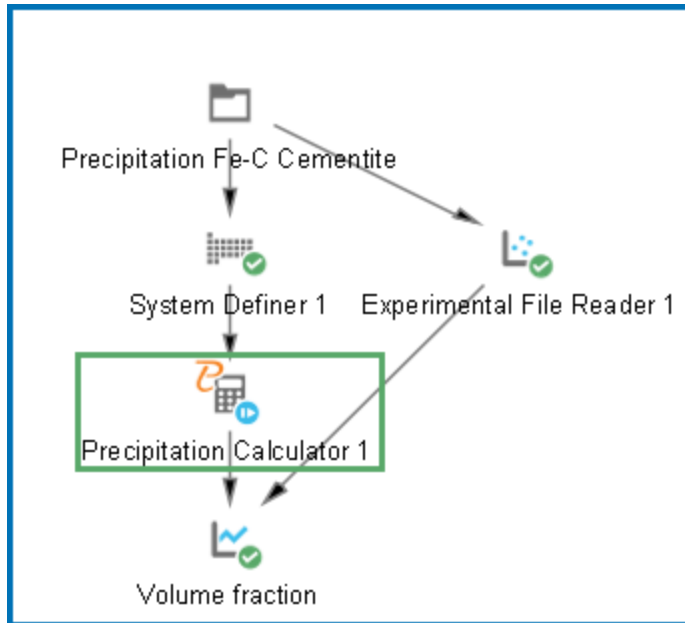 Precipitation Fe-C Cementite
System Definer 1
Experimental File Reader 1
Precipitation Calculator 1
Volume fraction